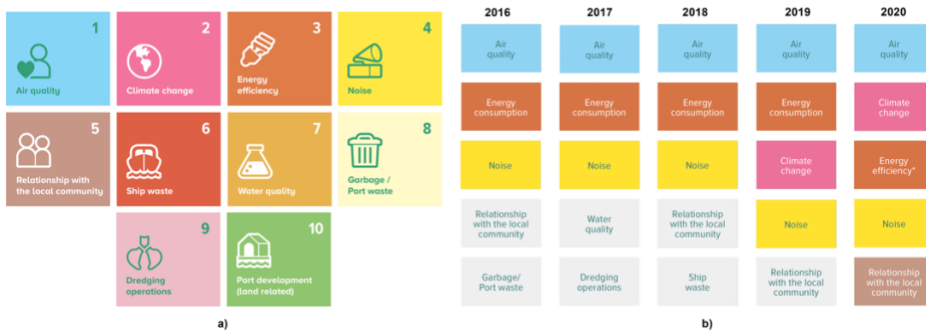 1
Air quality
2
Climate change
3
Energy
efficiency
4
Noise
5
Relationship with
the local community
6
Ship waste
7
Water quality
8
Garbage /
Port waste
9
Dredging
operations
10
Port development
(land related)
a)
2016 2017 2018 2019 2020
Air
quality
Air
quality
Air
quality
Air
quality
Air
quality
Energy
consumption
Energy
consumption
Energy
consumption
Energy
consumption
Climate
change
Noise
Noise
Noise
Climate
change
Energy
efficiency*
Relationship
with the local
community
Water
quality
Relationship
with the local
community
Noise
Noise
Garbage/
Port waste
Dredging
operations
Ship
waste
Relationship
with the local
community
Relationship
with the local
community
b)